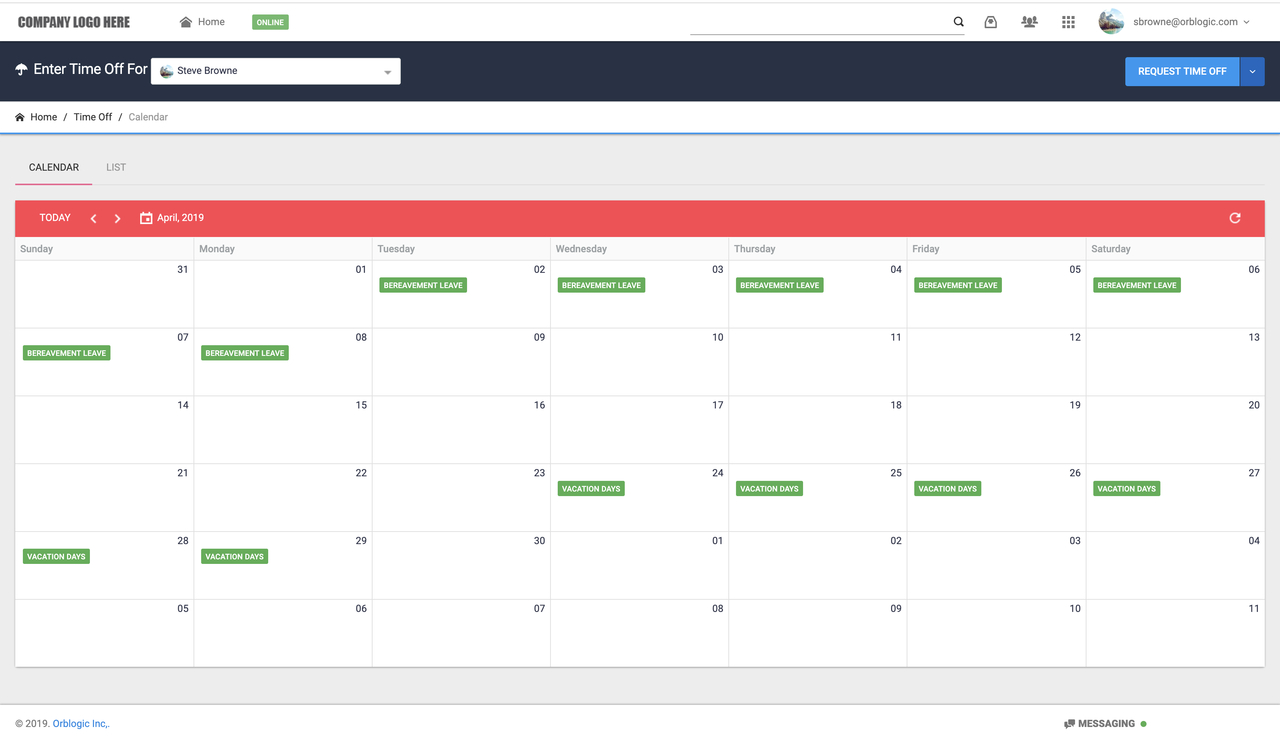 COMPANY LOGO HERE Home ONLINE sbrowne@orblogic.com
Enter Time Off For Steve Browne REQUEST TIME OFF
Home / Time Off / Calendar
CALENDAR LIST
TODAY April, 2019
Sunday Monday Tuesday Wednesday Thursday Friday Saturday
31 01 02 03 04 05 06
BEREAVEMENT LEAVE BEREAVEMENT LEAVE BEREAVEMENT LEAVE BEREAVEMENT LEAVE BEREAVEMENT LEAVE
07 08 09 10 11 12 13
BEREAVEMENT LEAVE BEREAVEMENT LEAVE
14 15 16 17 18 19 20
21 22 23 24 25 26 27
VACATION DAYS VACATION DAYS VACATION DAYS VACATION DAYS
28 29 30 01 02 03 04
VACATION DAYS VACATION DAYS
05 06 07 08 09 10 11
© 2019. Orblogic Inc,. MESSAGING